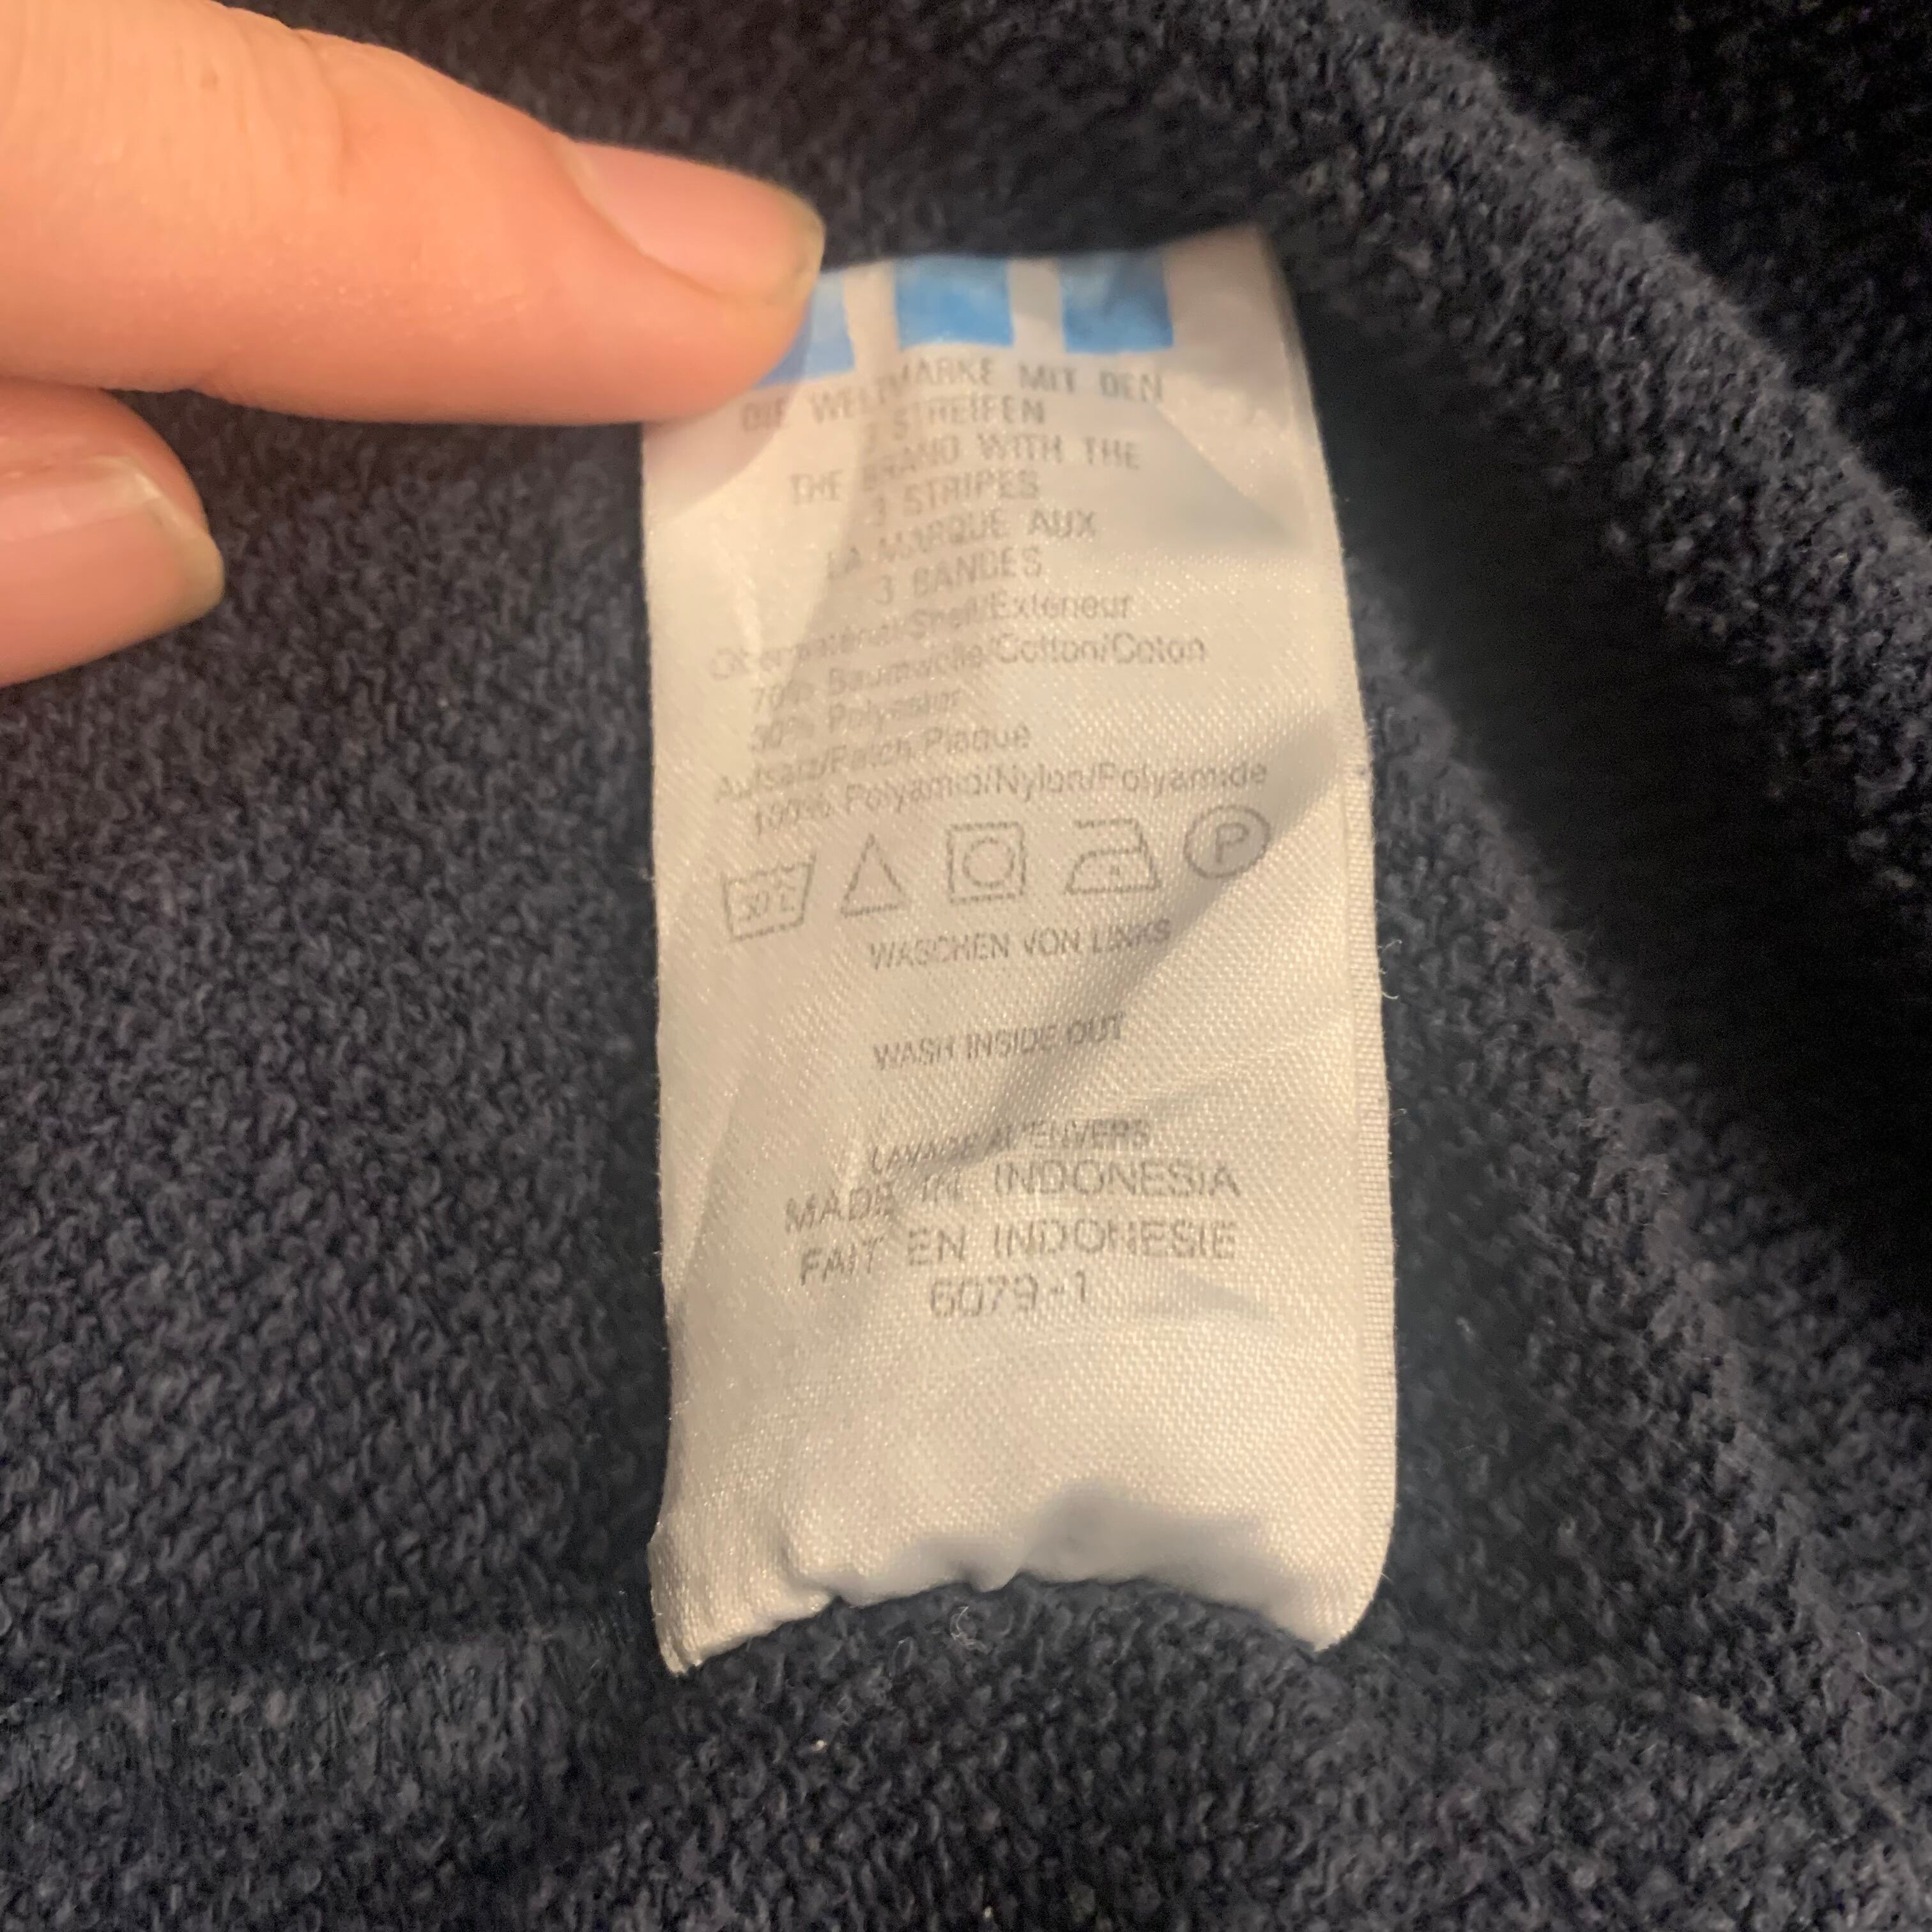 DIE WELTMARKE MIT DEN
3 STREIFEN
THE BRAND WITH THE
3 STRIPES
LA MARQUE AUX
3 BANDES
Obermaterial/Shell/Extérieur
70% Baumwolle/Cotton/Coton
30% Polyester
Aufsatz/Patch/Plaque
100% Polyamid/Nylon/Polyamide
30°C
P
WASCHEN VON LINKS
WASH INSIDE OUT
LAVAGE A L'ENVERS
MADE IN INDONESIA
FAIT EN INDONESIE
6079-1